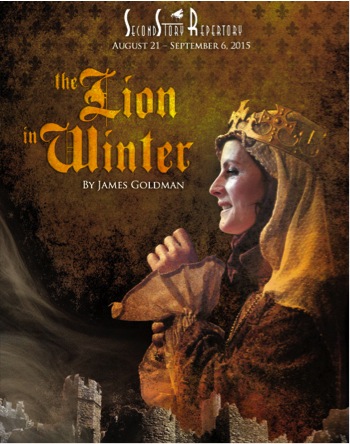 SecondStory Repertory
August 21 - September 6, 2015
the Lion
in Winter
By James Goldman